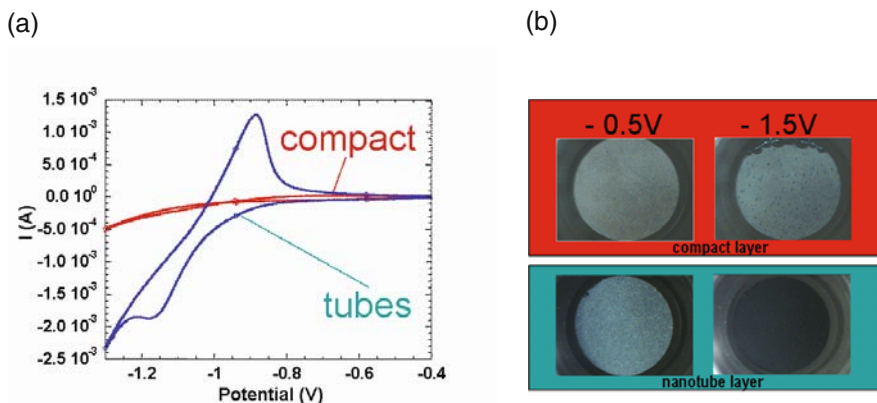 (a)
(b)
1.5 10⁻³
1.0 10⁻³
5.0 10⁻⁴
0.0 10⁰
-5.0 10⁻⁴
-1.0 10⁻³
-1.5 10⁻³
-2.0 10⁻³
-2.5 10⁻³
I (A)
compact
tubes
-1.2 -1 -0.8 -0.6 -0.4
Potential (V)
- 0.5V - 1.5V
compact layer
nanotube layer